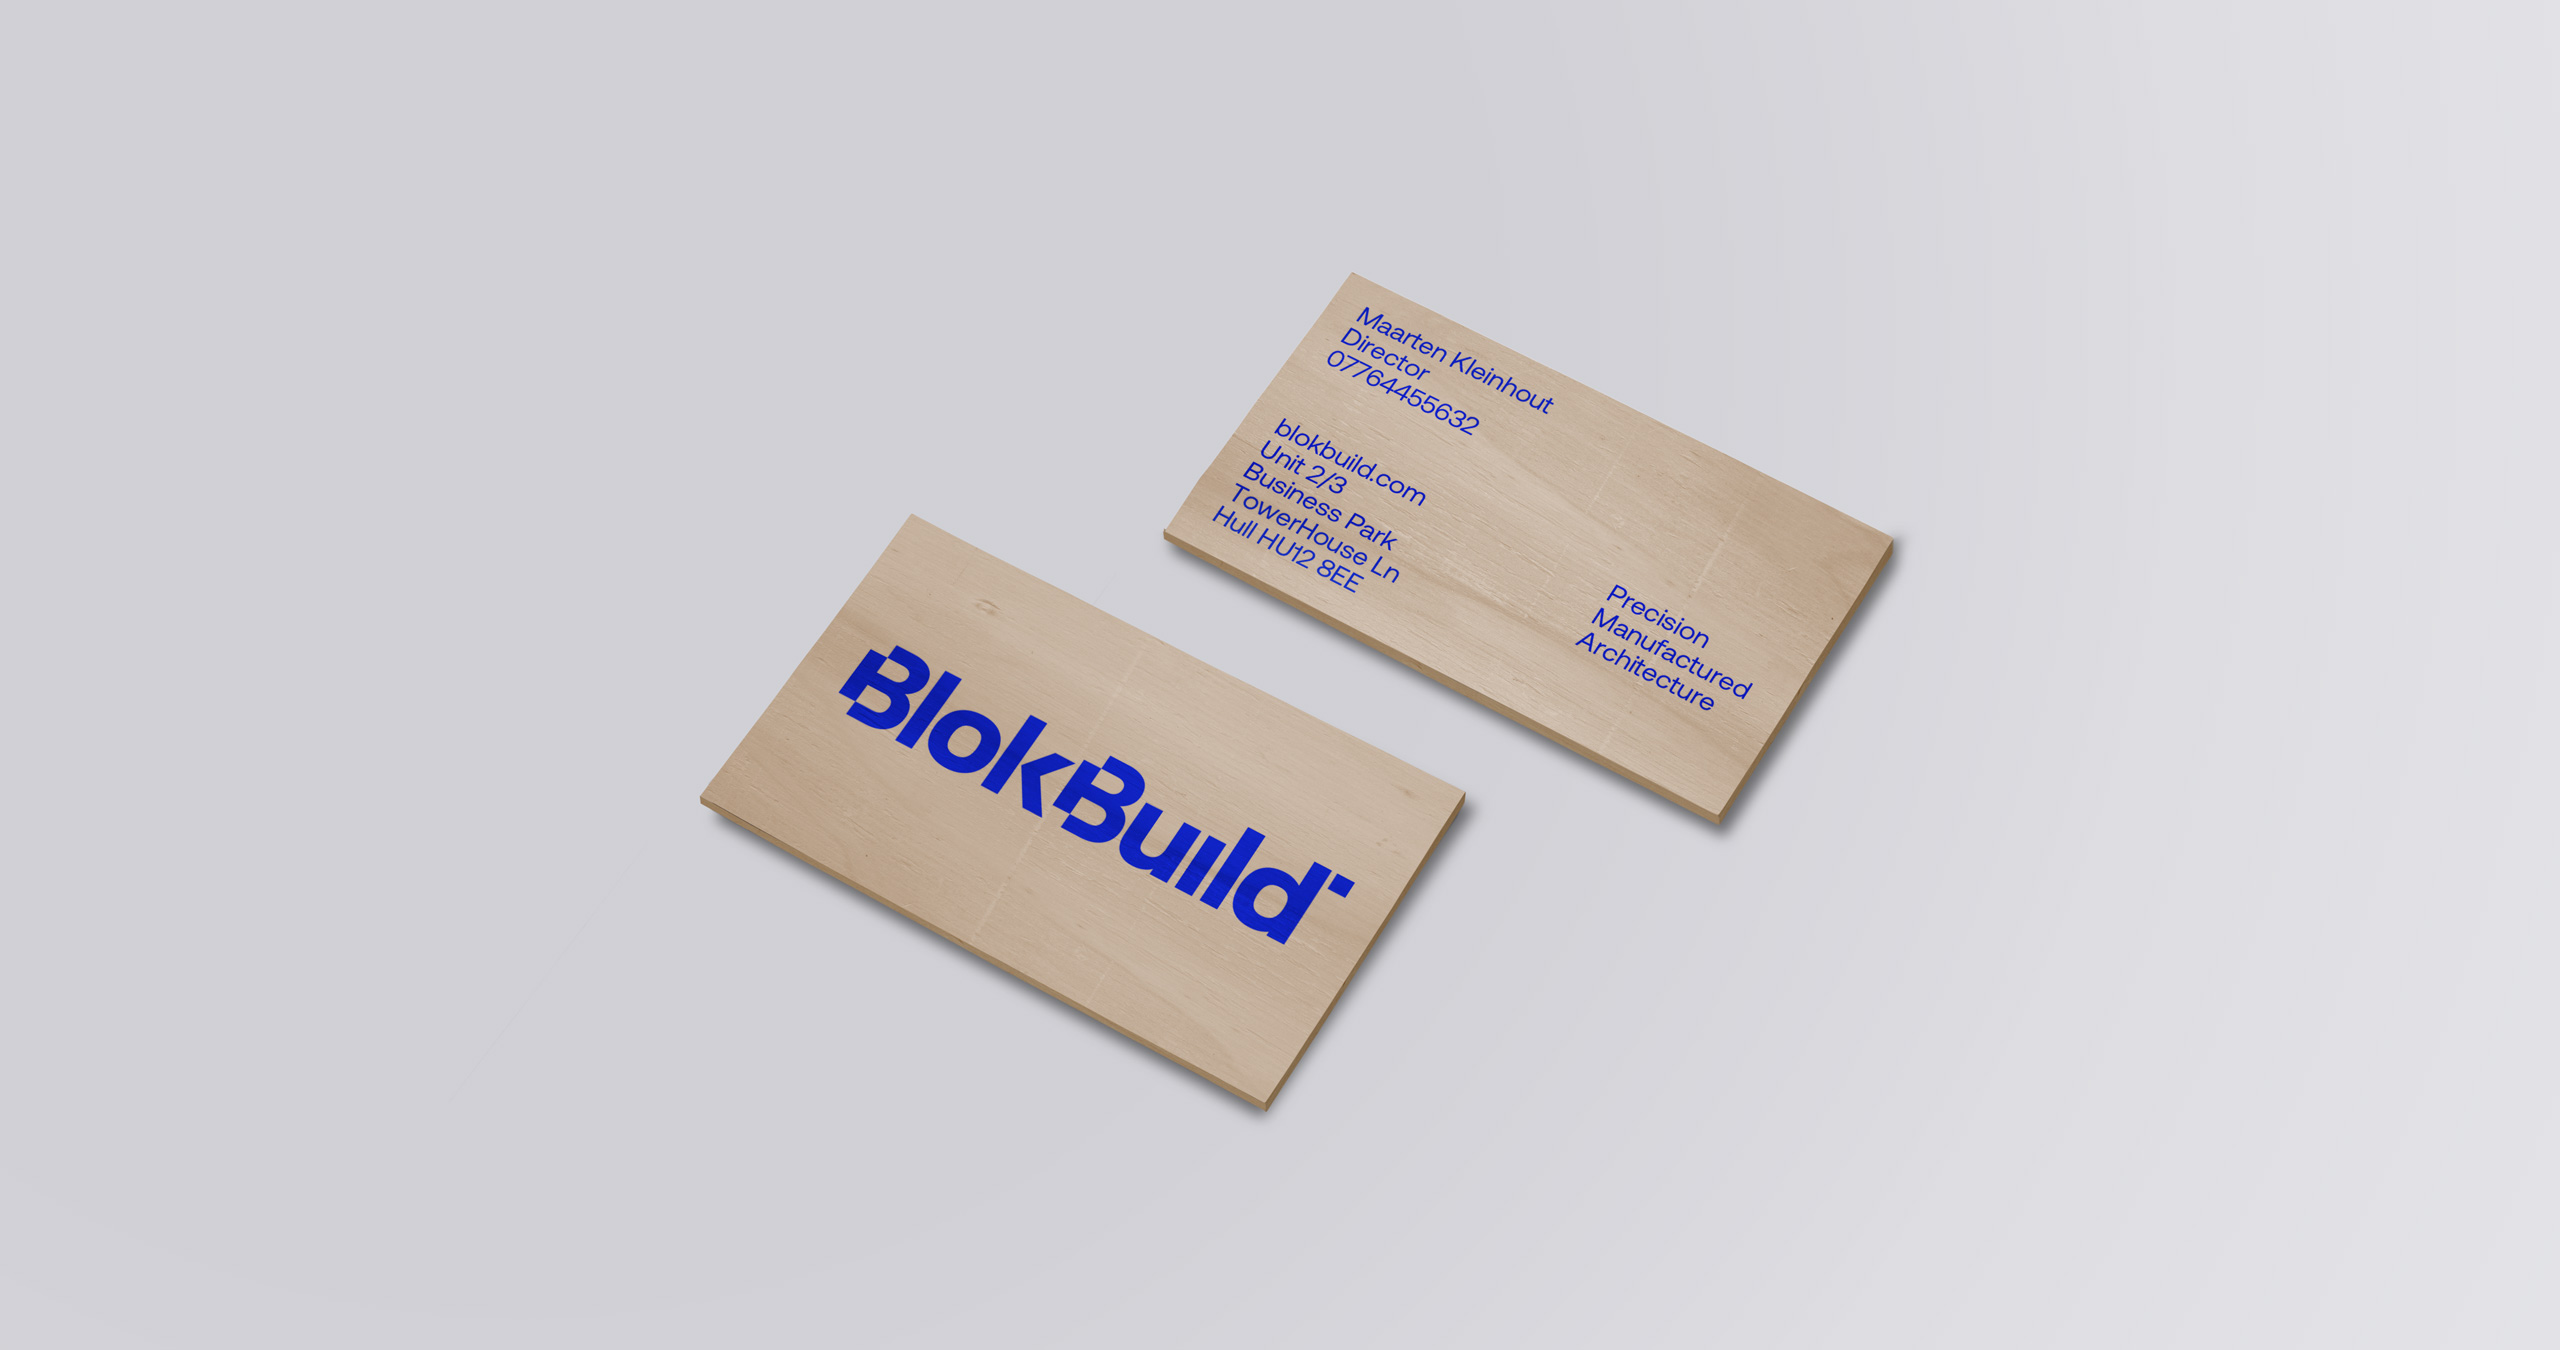 Maarten Kleinhout
Director
07764455632
blokbuild.com
Unit 2/3
Business Park
TowerHouse Ln
Hull HU12 8EE
Precision
Manufactured
Architecture
BlokBuild